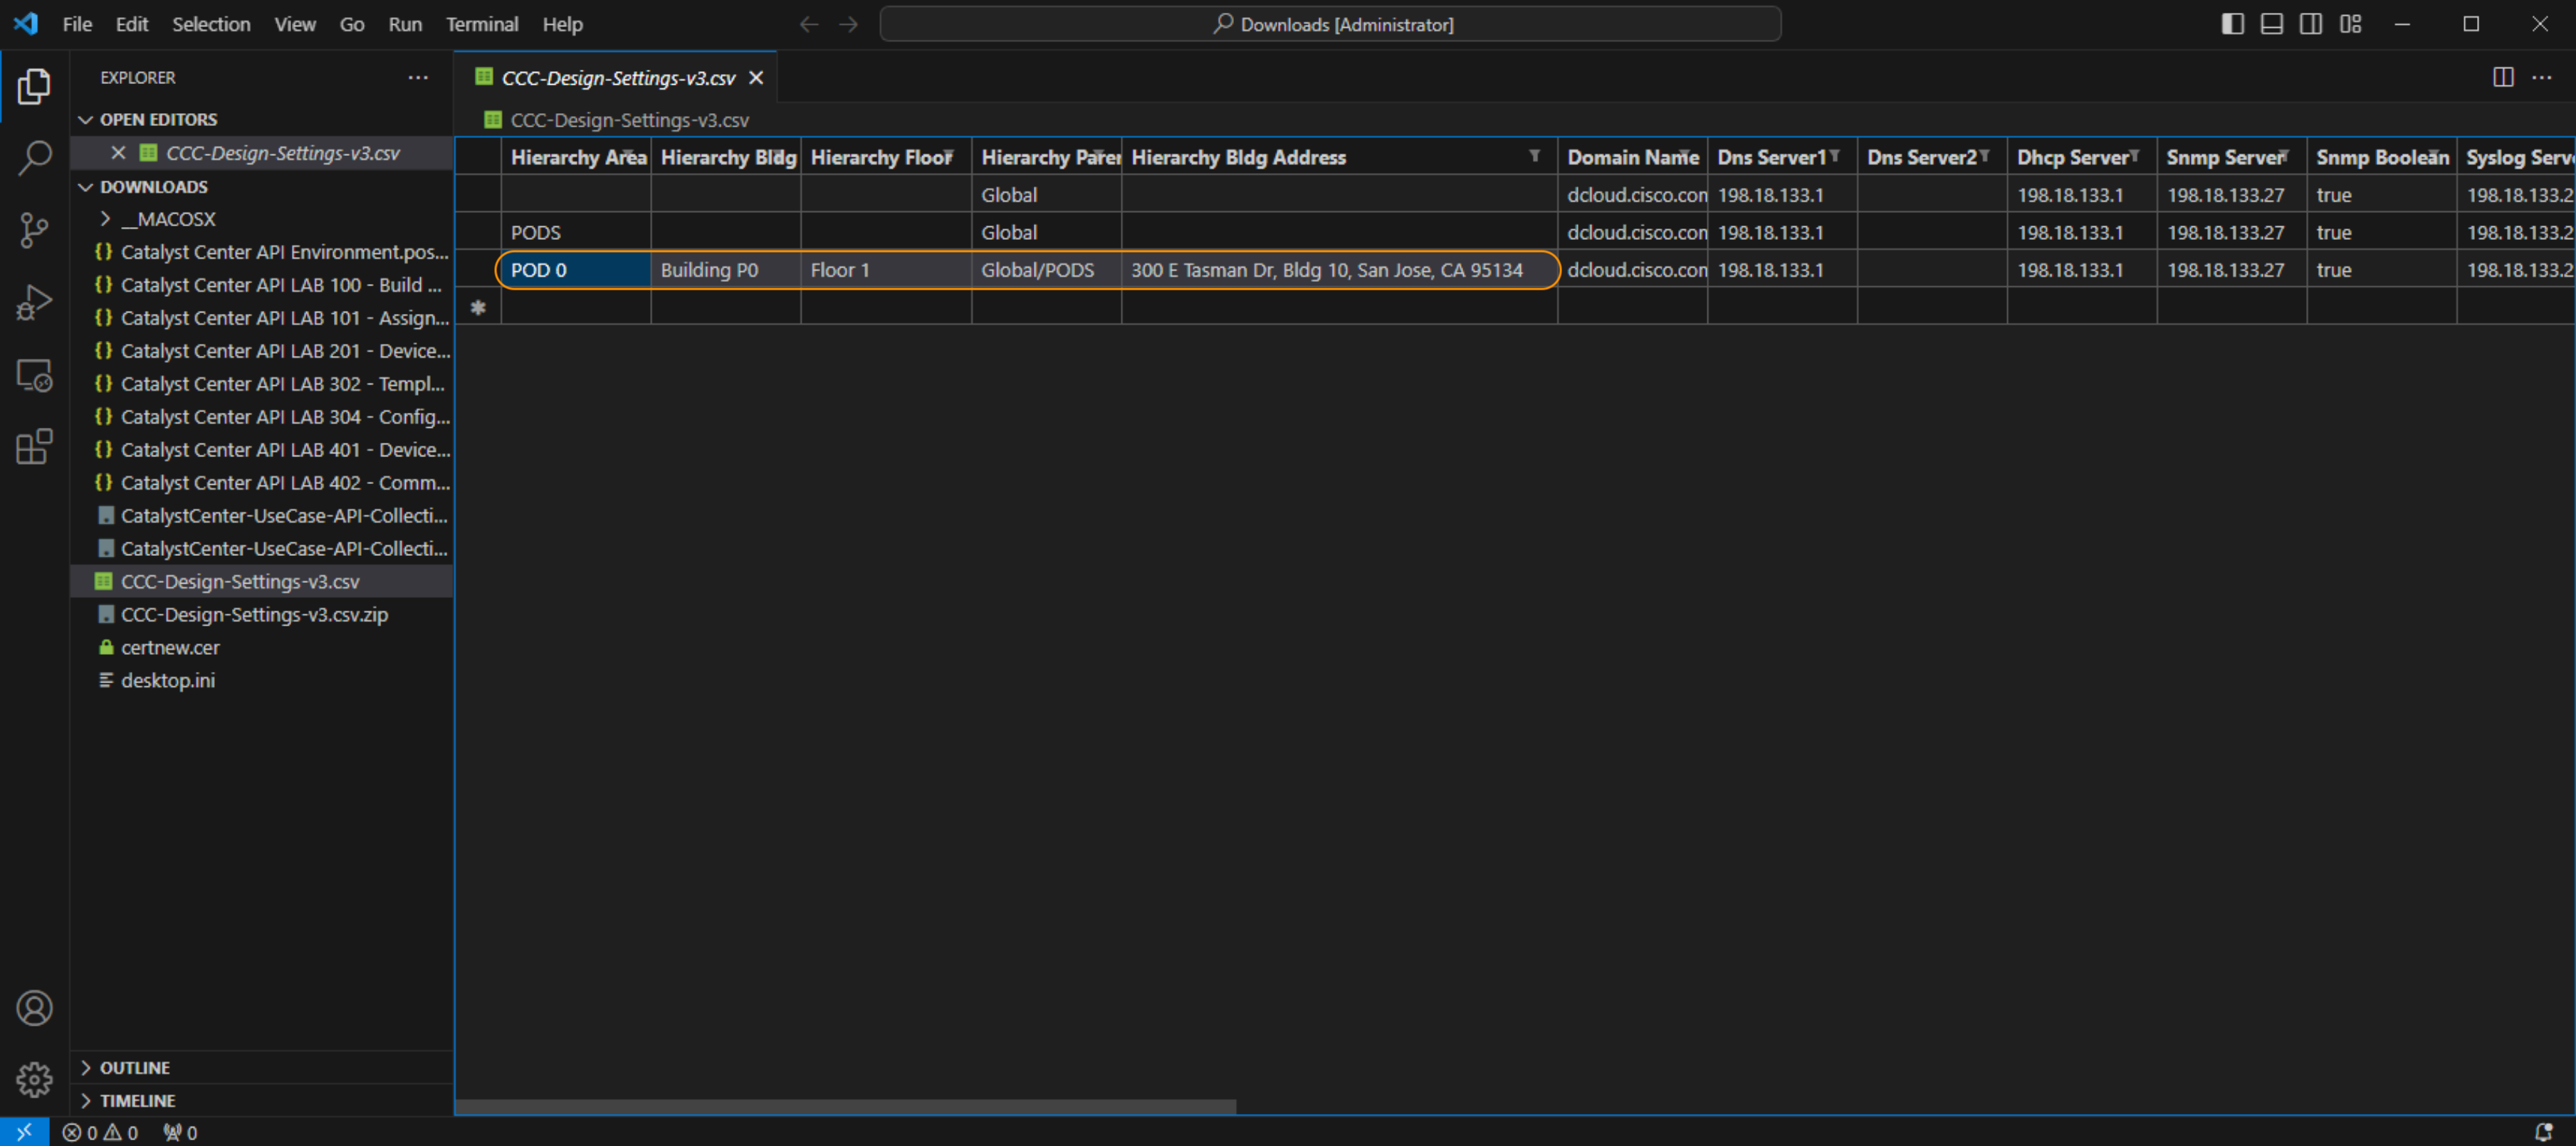 File Edit Selection View Go Run Terminal Help Downloads [Administrator]
EXPLORER
OPEN EDITORS
CCC-Design-Settings-v3.csv
DOWNLOADS
__MACOSX
Catalyst Center API Environment.pos...
Catalyst Center API LAB 100 - Build ...
Catalyst Center API LAB 101 - Assign...
Catalyst Center API LAB 201 - Device...
Catalyst Center API LAB 302 - Templ...
Catalyst Center API LAB 304 - Config...
Catalyst Center API LAB 401 - Device...
Catalyst Center API LAB 402 - Comm...
CatalystCenter-UseCase-API-Collecti...
CatalystCenter-UseCase-API-Collecti...
CCC-Design-Settings-v3.csv
CCC-Design-Settings-v3.csv.zip
certnew.cer
desktop.ini
OUTLINE
TIMELINE
CCC-Design-Settings-v3.csv
CCC-Design-Settings-v3.csv
Hierarchy Area Hierarchy Bldg Hierarchy Floor Hierarchy Paren Hierarchy Bldg Address Domain Name Dns Server1 Dns Server2 Dhcp Server Snmp Server Snmp Boolean Syslog Serv
Global dcloud.cisco.con 198.18.133.1 198.18.133.1 198.18.133.27 true 198.18.133.2
PODS Global dcloud.cisco.con 198.18.133.1 198.18.133.1 198.18.133.27 true 198.18.133.2
POD 0 Building P0 Floor 1 Global/PODS 300 E Tasman Dr, Bldg 10, San Jose, CA 95134 dcloud.cisco.con 198.18.133.1 198.18.133.1 198.18.133.27 true 198.18.133.2
0 0 0